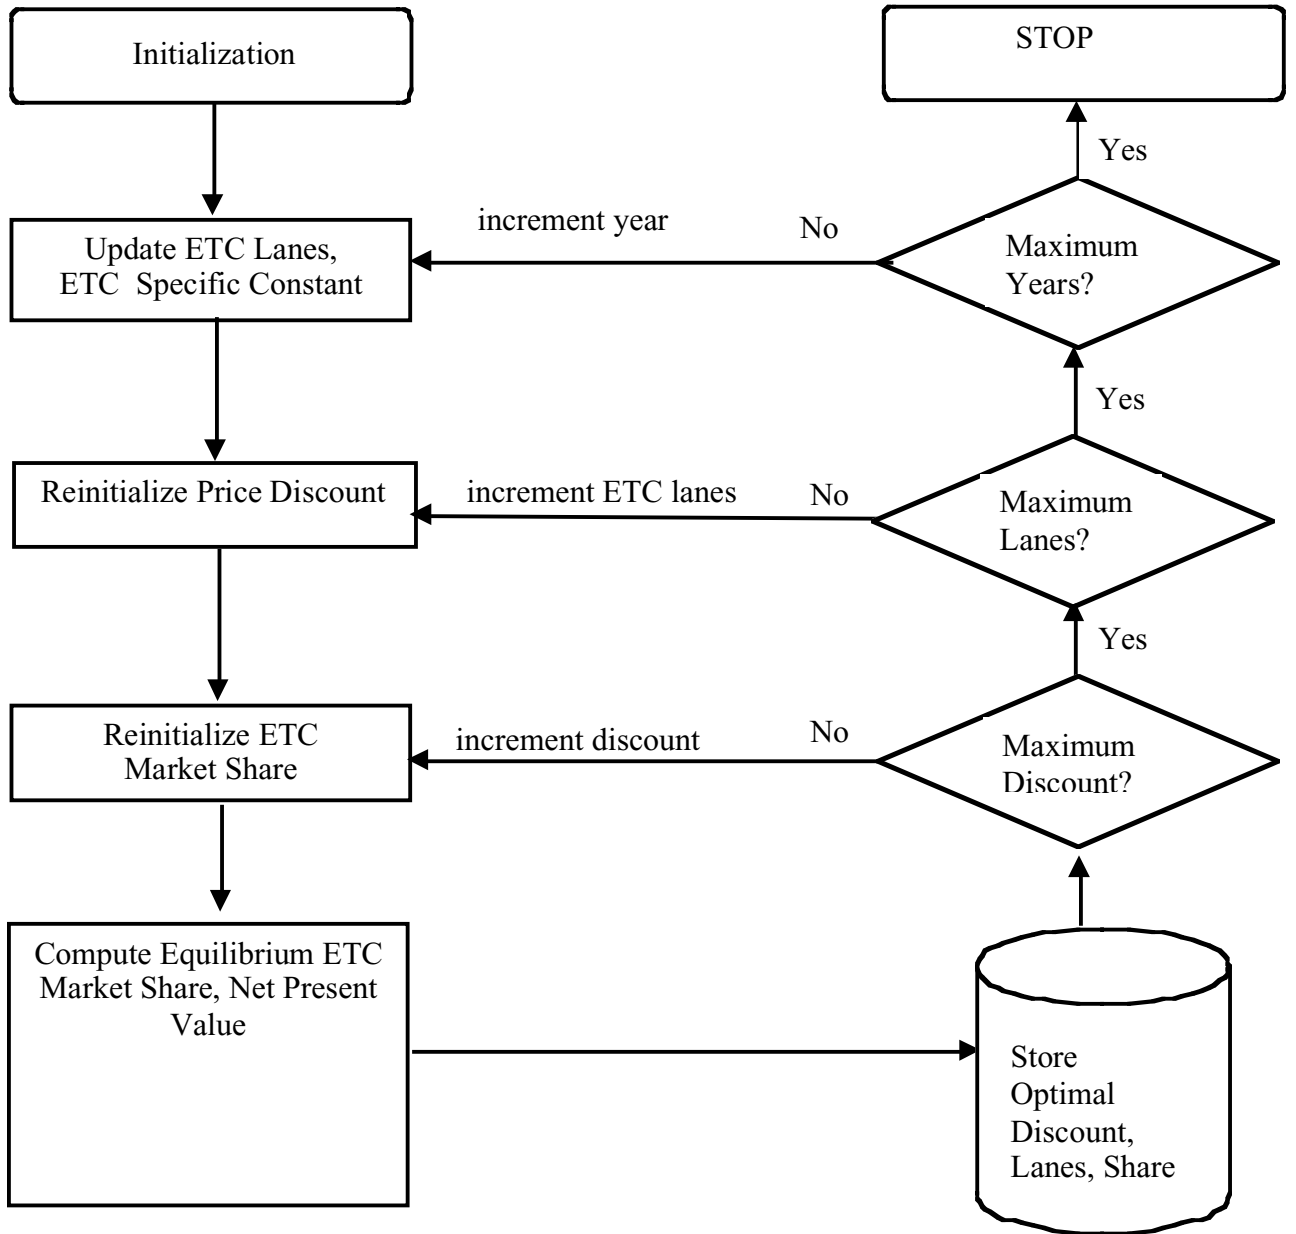 Initialization
STOP
Yes
Update ETC Lanes,
ETC  Specific Constant
increment year
No
Maximum
Years?
Yes
Reinitialize Price Discount
increment ETC lanes
No
Maximum
Lanes?
Yes
Reinitialize ETC
Market Share
increment discount
No
Maximum
Discount?
Compute Equilibrium ETC
Market Share, Net Present
Value
Store
Optimal
Discount,
Lanes, Share